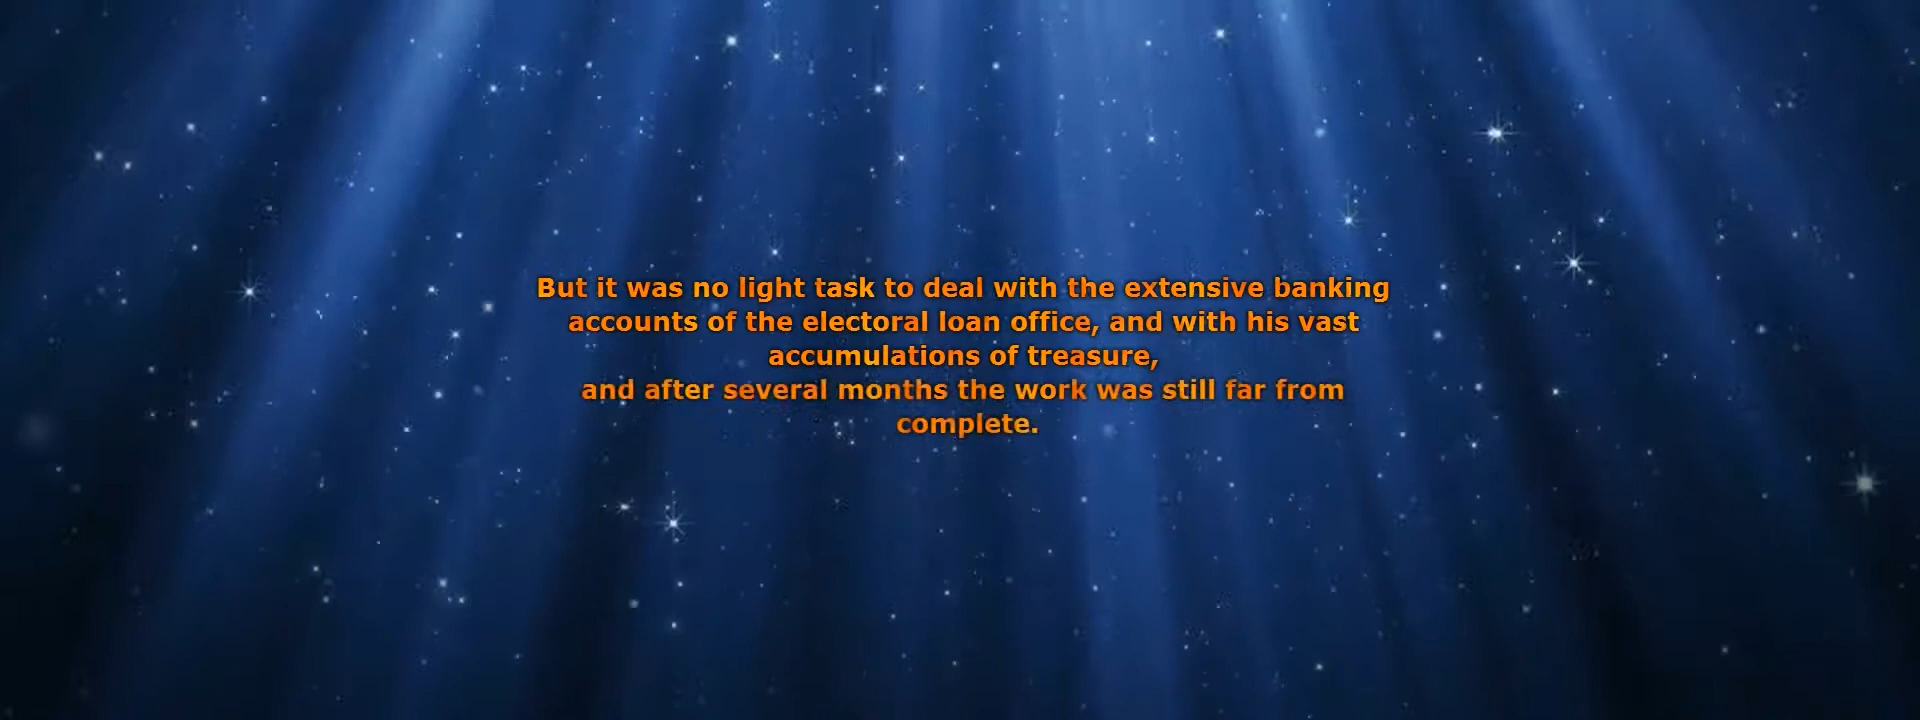 But it was no light task to deal with the extensive banking
accounts of the electoral loan office, and with his vast
accumulations of treasure,
and after several months the work was still far from
complete.